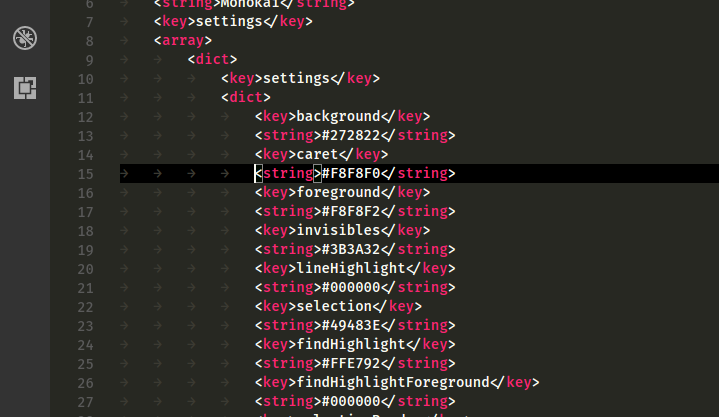 6 <string>Monokai</string>
7 <key>settings</key>
8 <array>
9 <dict>
10 <key>settings</key>
11 <dict>
12 <key>background</key>
13 <string>#272822</string>
14 <key>caret</key>
15 <string>#F8F8F0</string>
16 <key>foreground</key>
17 <string>#F8F8F2</string>
18 <key>invisibles</key>
19 <string>#3B3A32</string>
20 <key>lineHighlight</key>
21 <string>#000000</string>
22 <key>selection</key>
23 <string>#49483E</string>
24 <key>findHighlight</key>
25 <string>#FFE792</string>
26 <key>findHighlightForeground</key>
27 <string>#000000</string>